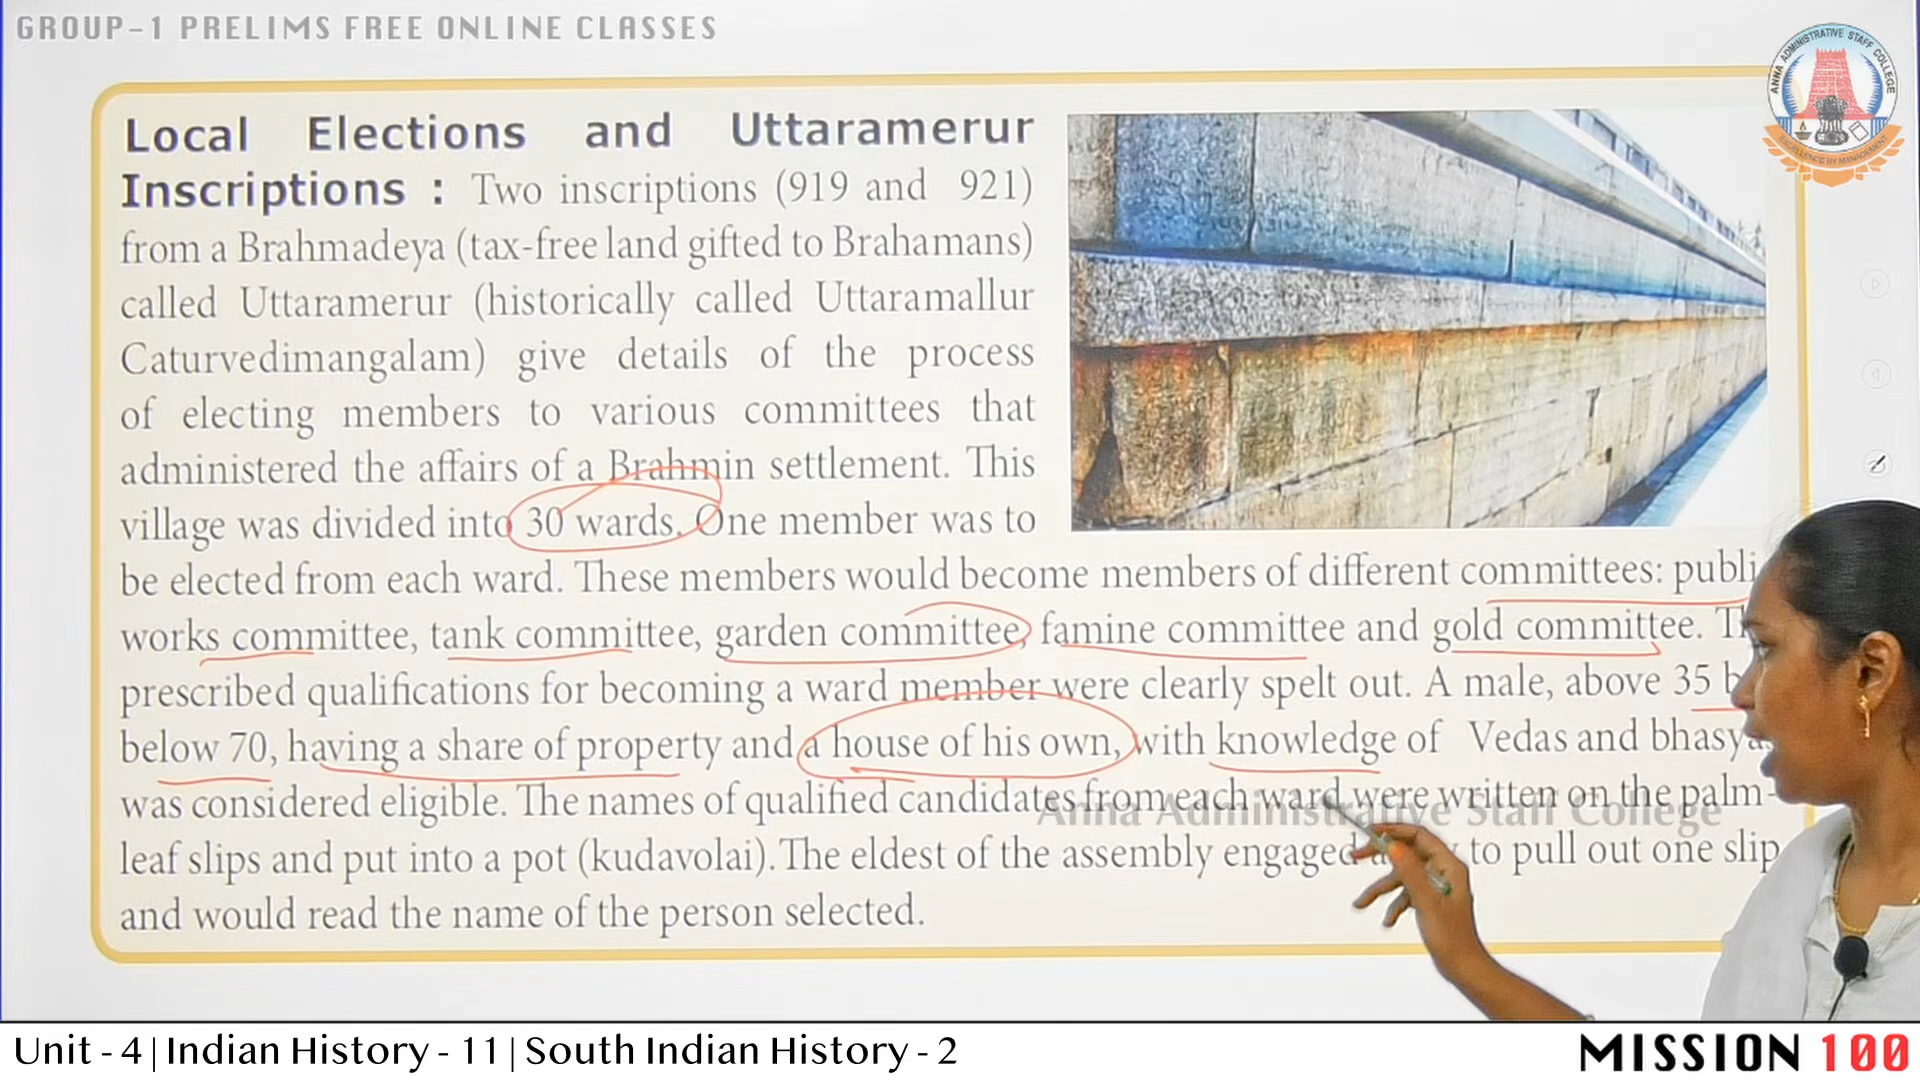 GROUP-1 PRELIMS FREE ONLINE CLASSES
ANNA ADMINISTRATIVE STAFF COLLEGE
EXCELLENCE BY MANAGEMENT
Local Elections and Uttaramerur
Inscriptions : Two inscriptions (919 and 921)
from a Brahmadeya (tax-free land gifted to Brahamans)
called Uttaramerur (historically called Uttaramallur
Caturvedimangalam) give details of the process
of electing members to various committees that
administered the affairs of a Brahmin settlement. This
village was divided into 30 wards. One member was to
be elected from each ward. These members would become members of different committees: publi
works committee, tank committee, garden committee, famine committee and gold committee.
prescribed qualifications for becoming a ward member were clearly spelt out. A male, above 35
below 70, having a share of property and a house of his own, with knowledge of Vedas and bhasya
was considered eligible. The names of qualified candidates from each ward were written on the palm-
Anna Administrative Staff College
leaf slips and put into a pot (kudavolai).The eldest of the assembly engaged to pull out one slip
and would read the name of the person selected.
Unit - 4 | Indian History - 11 | South Indian History - 2
MISSION 100